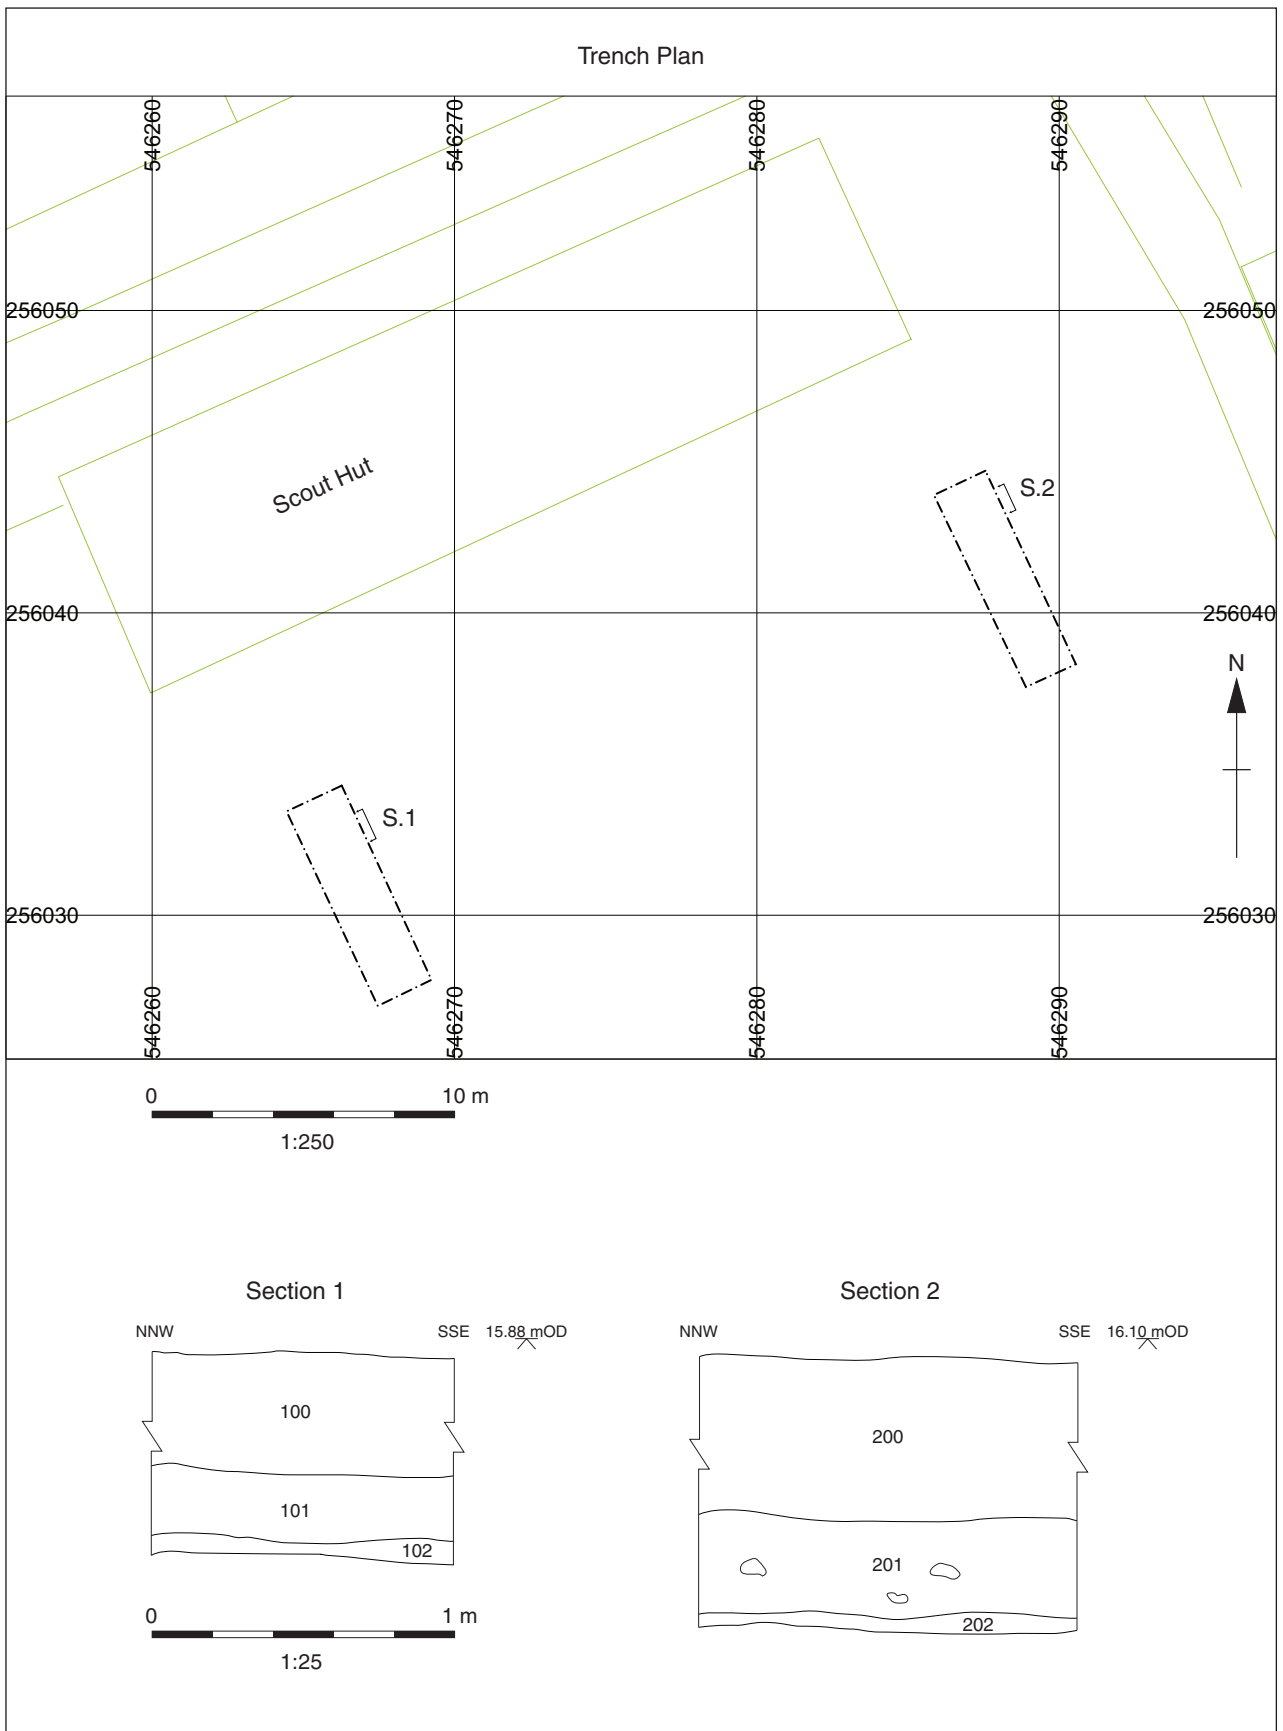 Trench Plan
546260
546270
546280
546290
256050
256050
Scout Hut
S.2
256040
256040
N
S.1
256030
256030
546260
546270
546280
546290
0 10 m
1:250
Section 1
Section 2
NNW SSE 15.88 mOD
NNW SSE 16.10 mOD
100
200
101
102
201
202
0 1 m
1:25